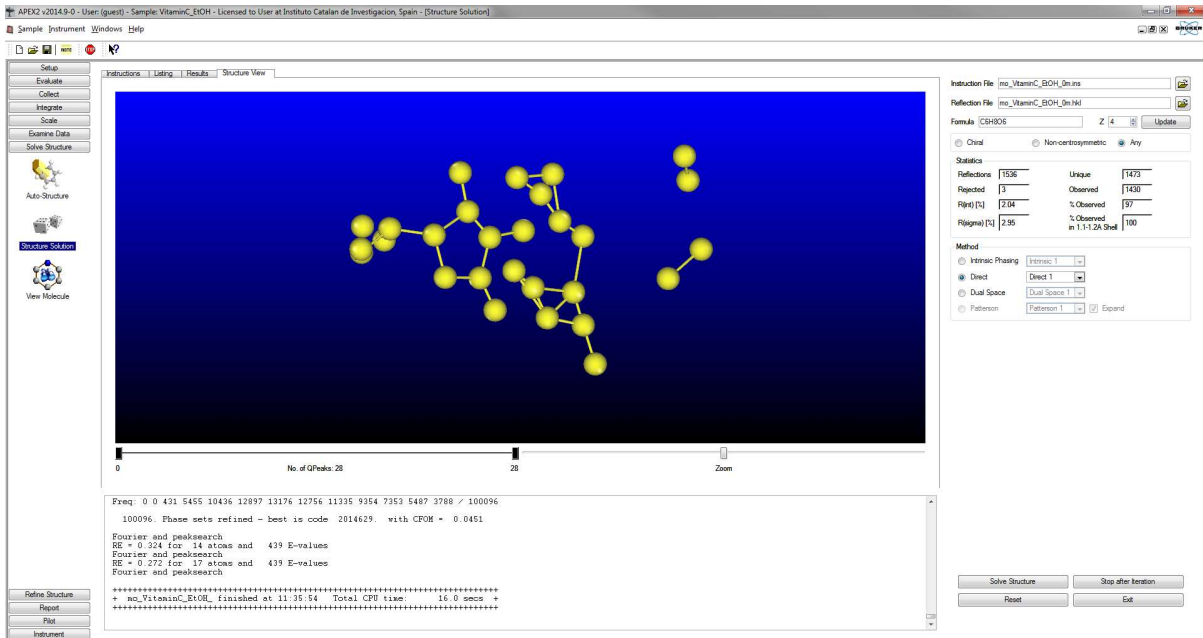 APEX2 v2014.9-0 - User: (guest) - Sample: VitaminC_EtOH - Licensed to User at Instituto Catalan de Investigacion, Spain - [Structure Solution]
Sample Instrument Windows Help
BRUKER
NOTE STOP
Setup
Evaluate
Collect
Integrate
Scale
Examine Data
Solve Structure
Auto-Structure
Structure Solution
View Molecule
Refine Structure
Report
Pilot
Instrument
Instructions Listing Results Structure View
0 No. of QPeaks: 28 28 Zoom
Freq: 0 0 431 5455 10436 12897 13176 12756 11335 9354 7353 5487 3788 / 100096
100096. Phase sets refined - best is code 2014629. with CFOM = 0.0451
Fourier and peaksearch
RE = 0.324 for 14 atoms and 439 E-values
Fourier and peaksearch
RE = 0.272 for 17 atoms and 439 E-values
Fourier and peaksearch
++++++++++++++++++++++++++++++++++++++++++++++++++++++++++++++++++++++++++++
+ mo_VitaminC_EtOH_ finished at 11:35:54 Total CPU time: 16.0 secs +
++++++++++++++++++++++++++++++++++++++++++++++++++++++++++++++++++++++++++++
Instruction File mo_VitaminC_EtOH_0m.ins
Reflection File mo_VitaminC_EtOH_0m.hkl
Formula C6H8O6 Z 4 Update
Chiral Non-centrosymmetric Any
Statistics
Reflections 1536 Unique 1473
Rejected 3 Observed 1430
R(int) [%] 2.04 % Observed 97
R(sigma) [%] 2.95 % Observed in 1.1-1.2A Shell 100
Method
Intrinsic Phasing Intrinsic 1
Direct Direct 1
Dual Space Dual Space 1
Patterson Patterson 1 Expand
Solve Structure Stop after Iteration
Reset Exit